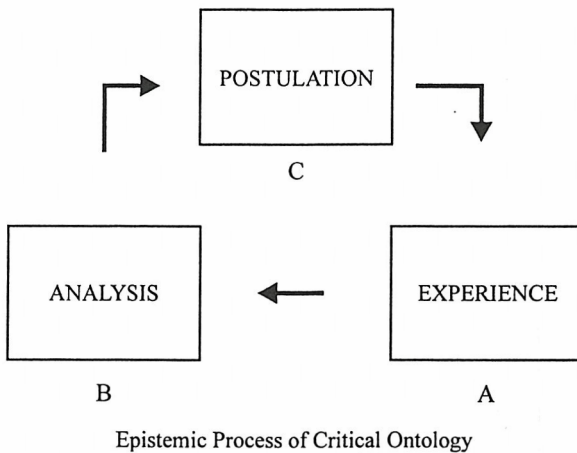 POSTULATION
C
ANALYSIS
EXPERIENCE
B
A
Epistemic Process of Critical Ontology